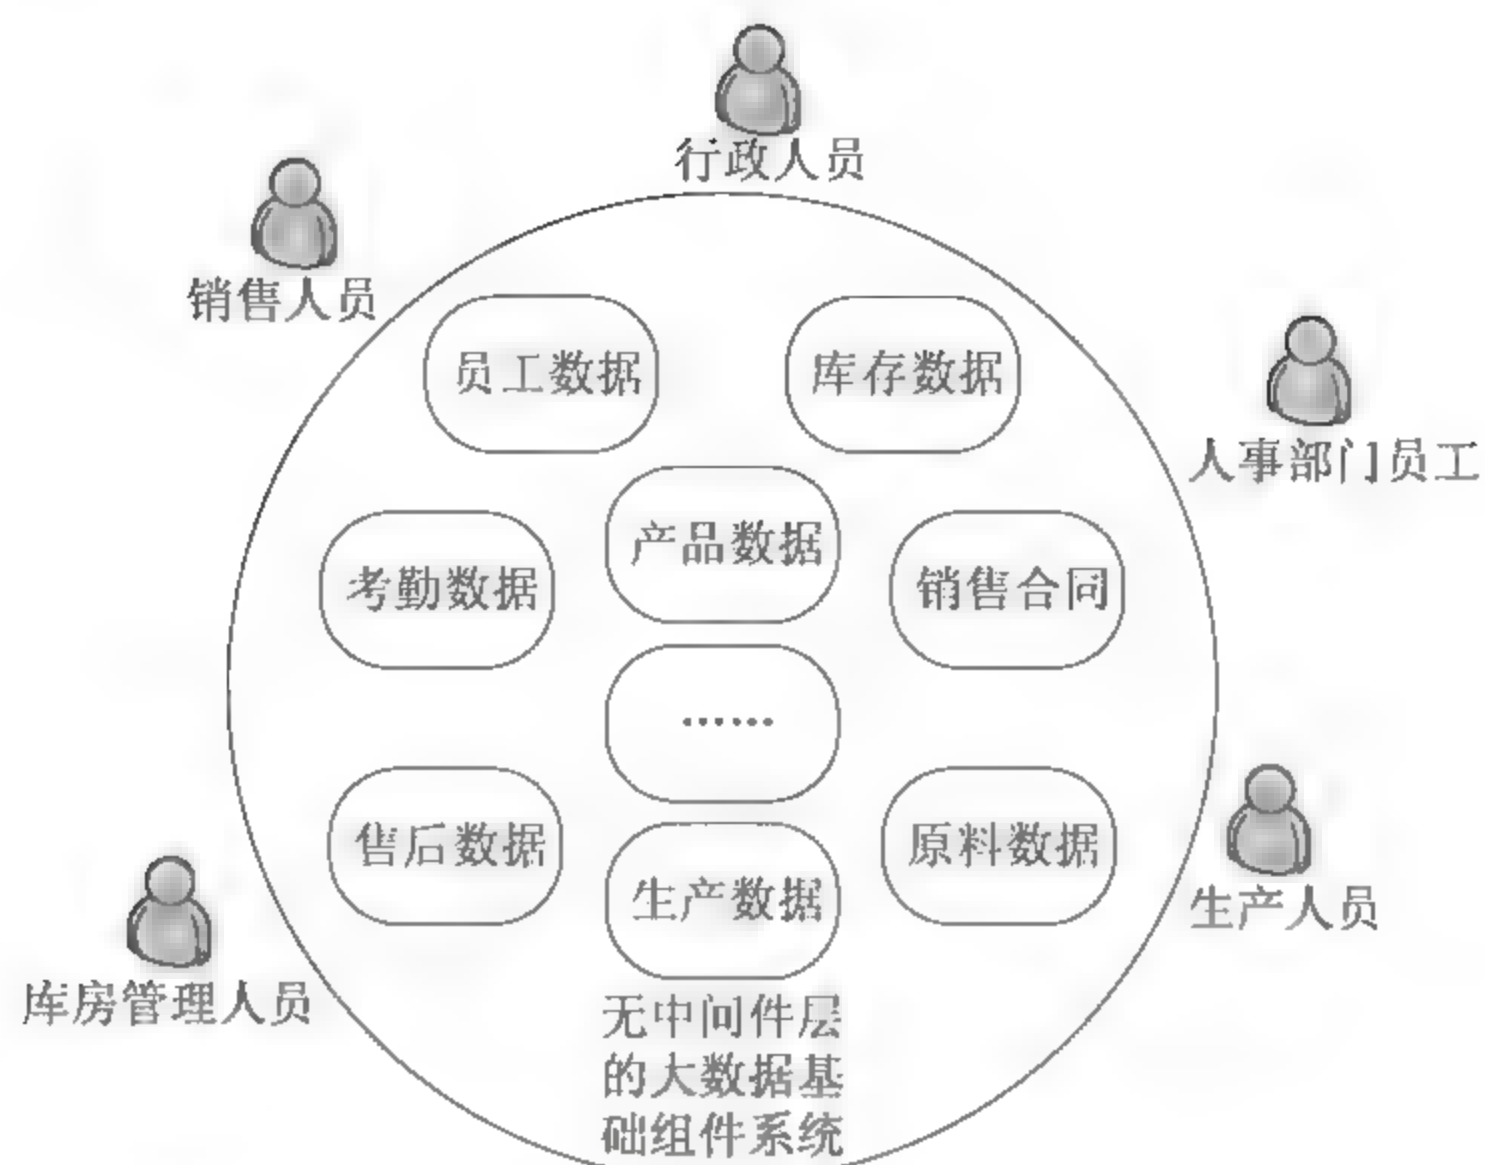 行政人员
销售人员
员工数据
库存数据
人事部门员工
产品数据
考勤数据
销售合同
……
售后数据
原料数据
生产数据
生产人员
库房管理人员
无中间件层
的大数据基
础组件系统